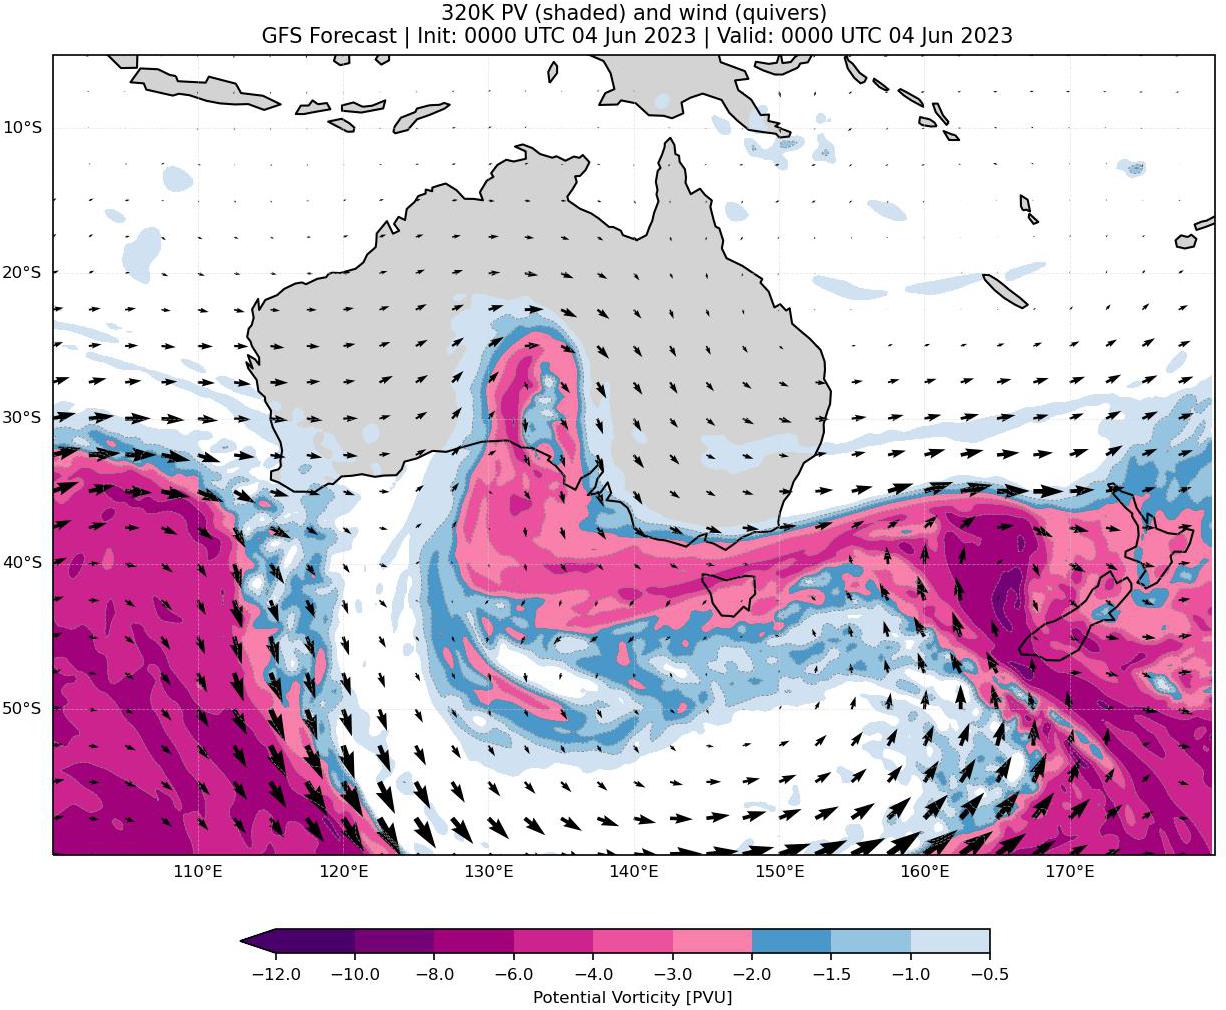 320K PV (shaded) and wind (quivers)
GFS Forecast | Init: 0000 UTC 04 Jun 2023 | Valid: 0000 UTC 04 Jun 2023
10°S
20°S
30°S
40°S
50°S
110°E 120°E 130°E 140°E 150°E 160°E 170°E
−12.0 −10.0 −8.0 −6.0 −4.0 −3.0 −2.0 −1.5 −1.0 −0.5
Potential Vorticity [PVU]